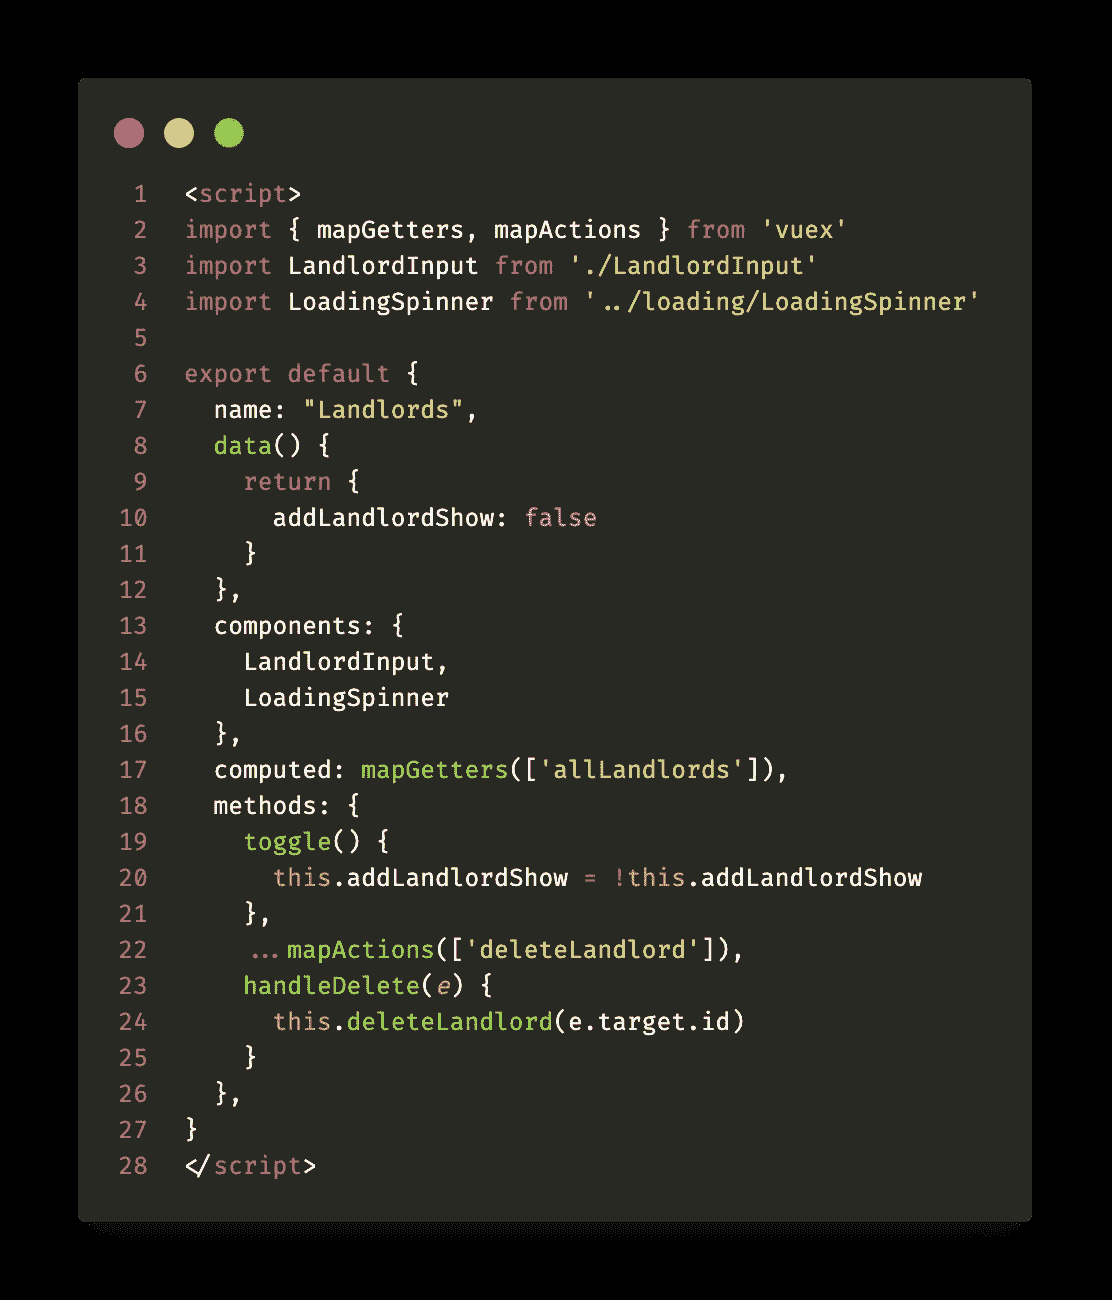 1 <script>
2 import { mapGetters, mapActions } from 'vuex'
3 import LandlordInput from './LandlordInput'
4 import LoadingSpinner from '../loading/LoadingSpinner'
5
6 export default {
7   name: "Landlords",
8   data() {
9     return {
10       addLandlordShow: false
11     }
12   },
13   components: {
14     LandlordInput,
15     LoadingSpinner
16   },
17   computed: mapGetters(['allLandlords']),
18   methods: {
19     toggle() {
20       this.addLandlordShow = !this.addLandlordShow
21     },
22     ...mapActions(['deleteLandlord']),
23     handleDelete(e) {
24       this.deleteLandlord(e.target.id)
25     }
26   },
27 }
28 </script>